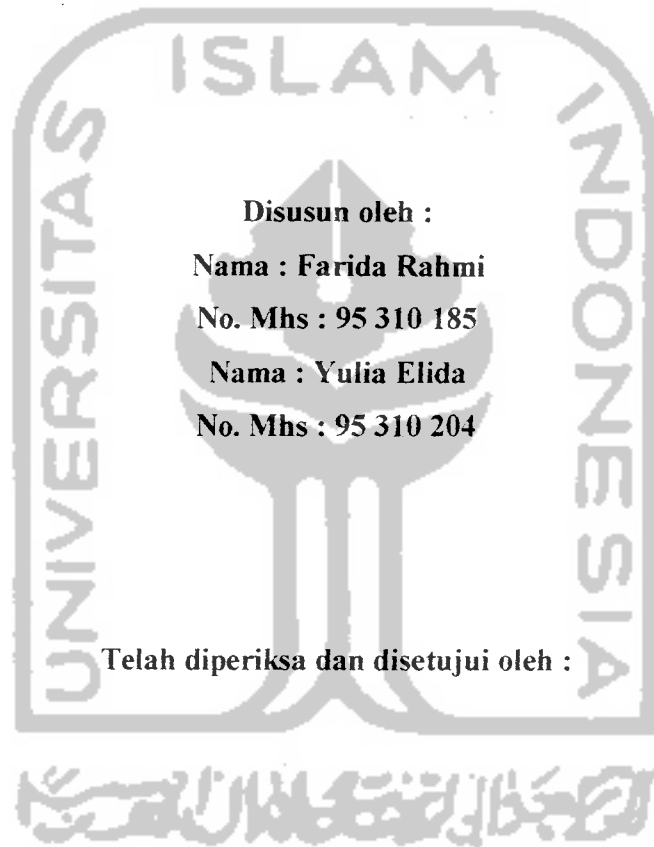 ISLAM
UNIVERSITAS
INDONESIA
Disusun oleh :
Nama : Farida Rahmi
No. Mhs : 95 310 185
Nama : Yulia Elida
No. Mhs : 95 310 204
Telah diperiksa dan disetujui oleh :